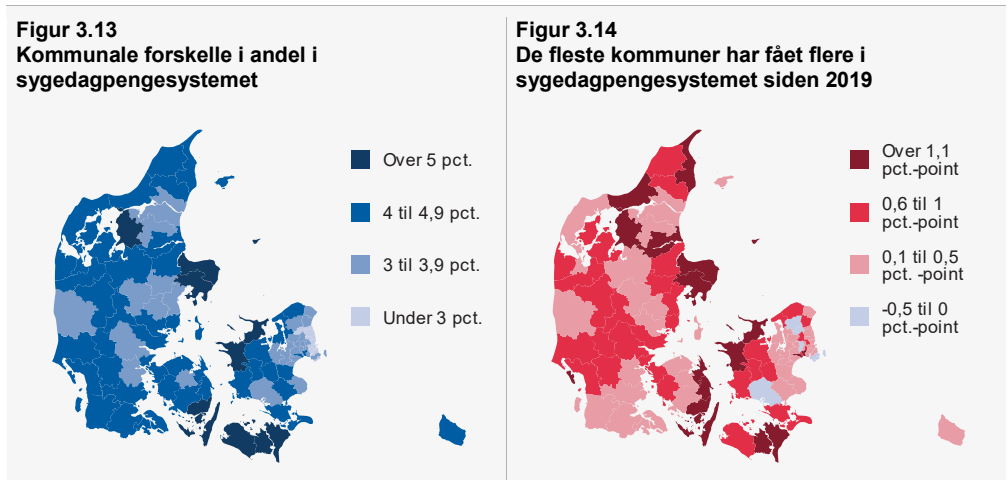 Figur 3.13
Kommunale forskelle i andel i
sygedagpengesystemet
Over 5 pct.
4 til 4,9 pct.
3 til 3,9 pct.
Under 3 pct.
Figur 3.14
De fleste kommuner har fået flere i
sygedagpengesystemet siden 2019
Over 1,1
pct.-point
0,6 til 1
pct.-point
0,1 til 0,5
pct. -point
-0,5 til 0
pct.-point